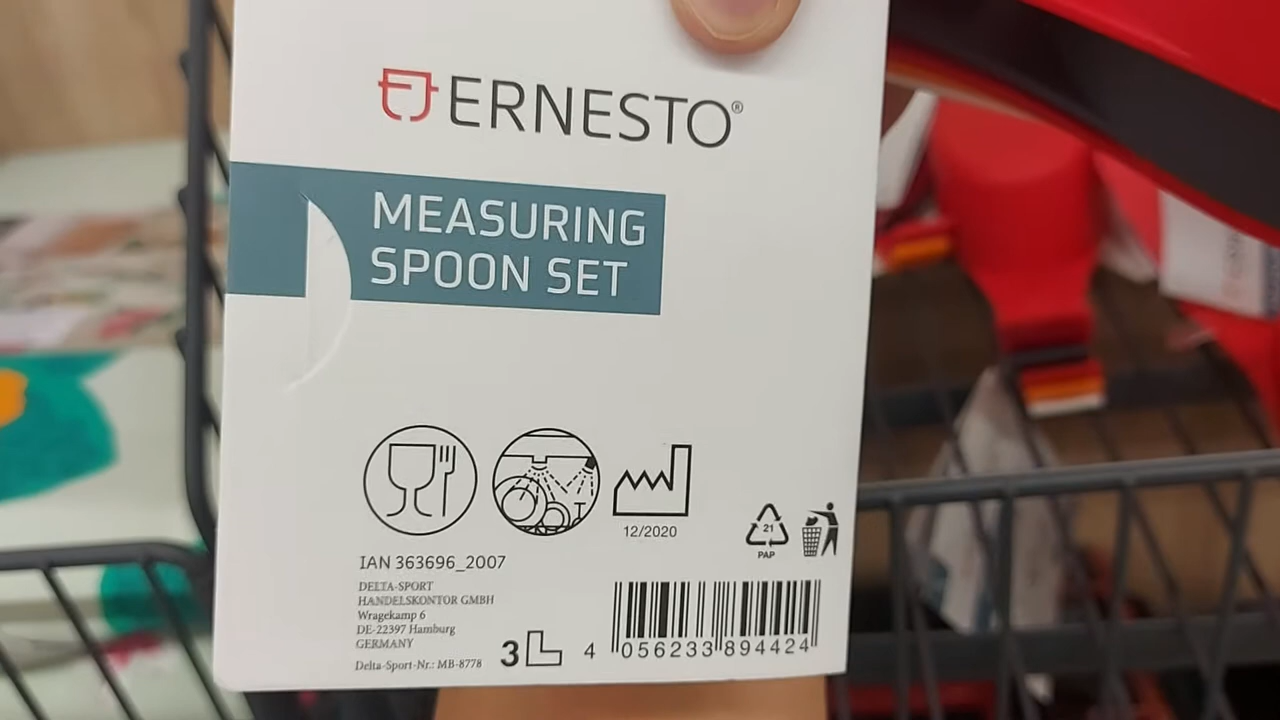 ERNESTO®
MEASURING
SPOON SET
12/2020
21
PAP
IAN 363696_2007
DELTA-SPORT
HANDELSKONTOR GMBH
Wragekamp 6
DE-22397 Hamburg
GERMANY
Delta-Sport-Nr.: MB-8778
3L
4 056233 894424